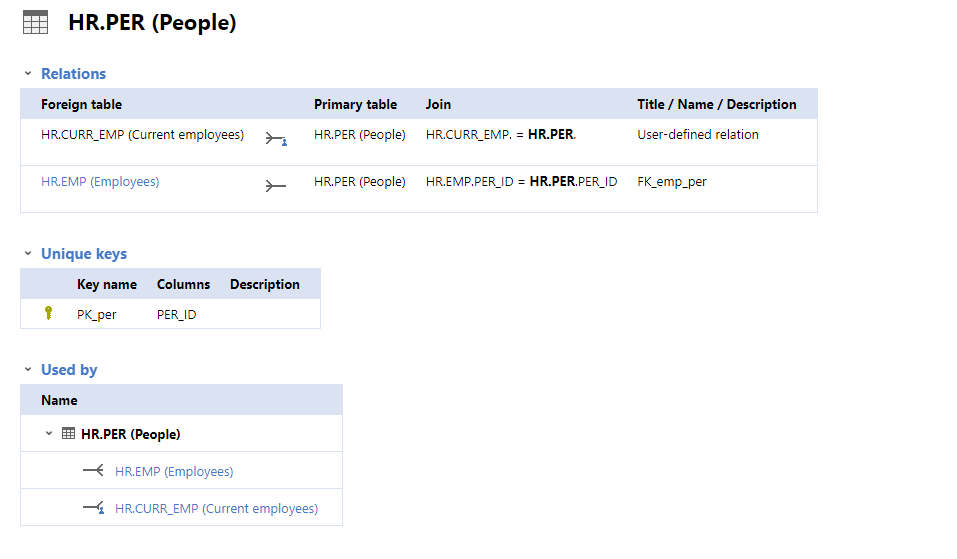 HR.PER (People)
Relations
Foreign table Primary table Join Title / Name / Description
HR.CURR_EMP (Current employees) HR.PER (People) HR.CURR_EMP. = HR.PER. User-defined relation
HR.EMP (Employees) HR.PER (People) HR.EMP.PER_ID = HR.PER.PER_ID FK_emp_per
Unique keys
Key name Columns Description
PK_per PER_ID
Used by
Name
HR.PER (People)
HR.EMP (Employees)
HR.CURR_EMP (Current employees)